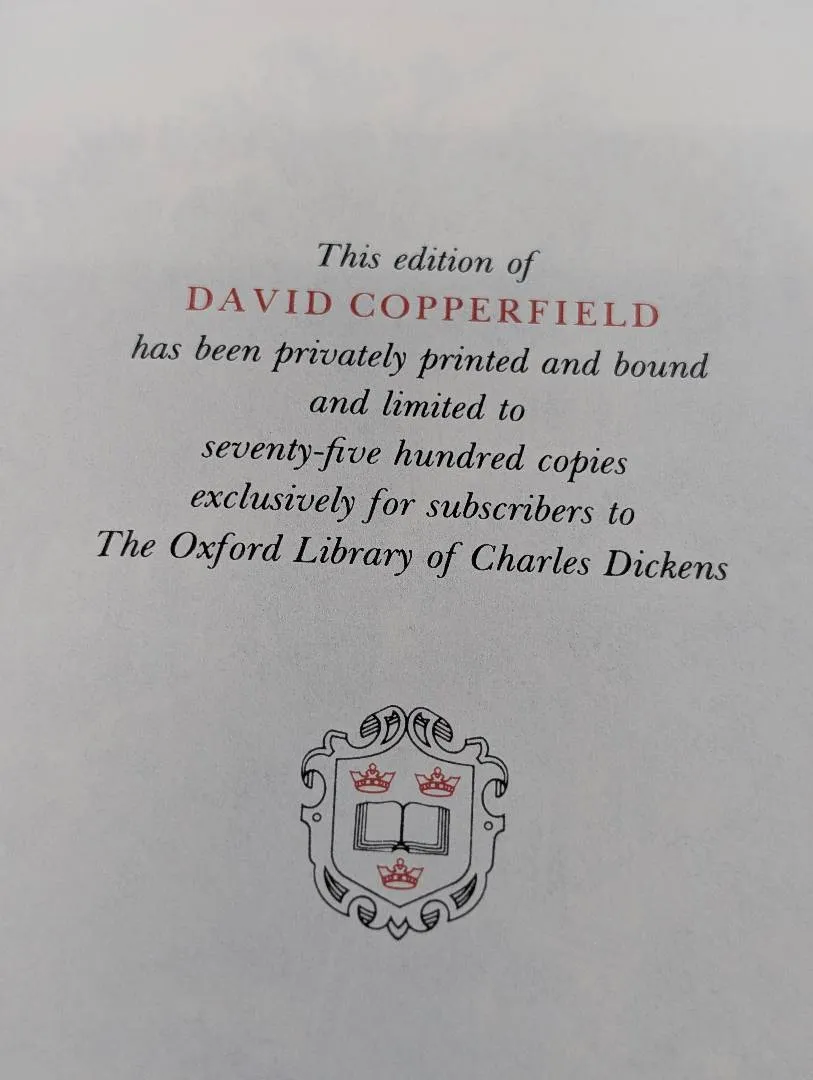 This edition of
DAVID COPPERFIELD
has been privately printed and bound
and limited to
seventy-five hundred copies
exclusively for subscribers to
The Oxford Library of Charles Dickens